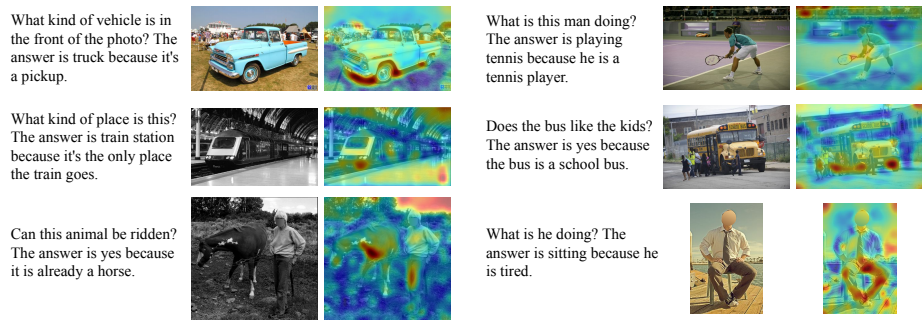 What kind of vehicle is in
the front of the photo? The
answer is truck because it's
a pickup.
What kind of place is this?
The answer is train station
because it's the only place
the train goes.
Can this animal be ridden?
The answer is yes because
it is already a horse.
What is this man doing?
The answer is playing
tennis because he is a
tennis player.
Does the bus like the kids?
The answer is yes because
the bus is a school bus.
What is he doing? The
answer is sitting because he
is tired.